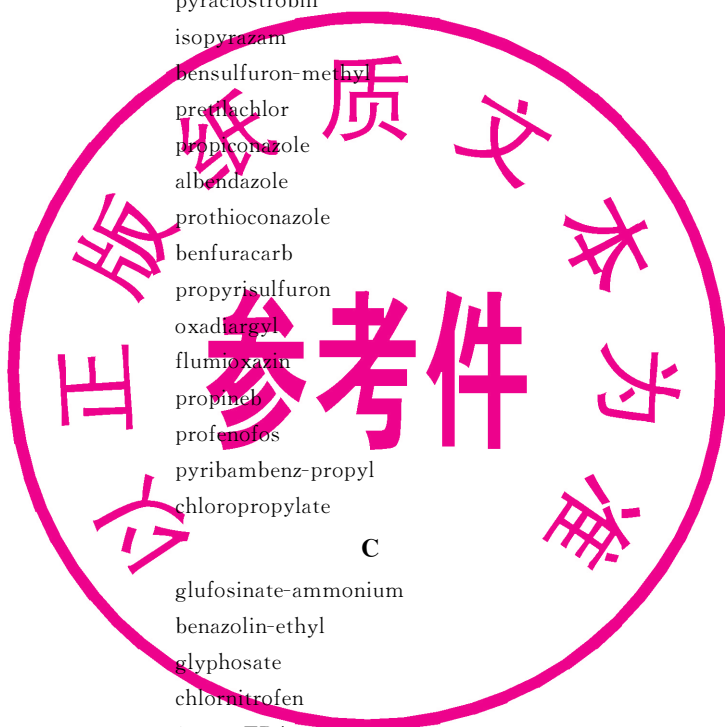 pyraclostrobin
isopyrazam
bensulfuron-methyl
pretilachlor
propiconazole
albendazole
prothioconazole
benfuracarb
propyrisulfuron
oxadiargyl
flumioxazin
propineb
profenofos
pyribambenz-propyl
chloropropylate
C
glufosinate-ammonium
benazolin-ethyl
glyphosate
chlornitrofen
以正版纸质文本为准
参考件